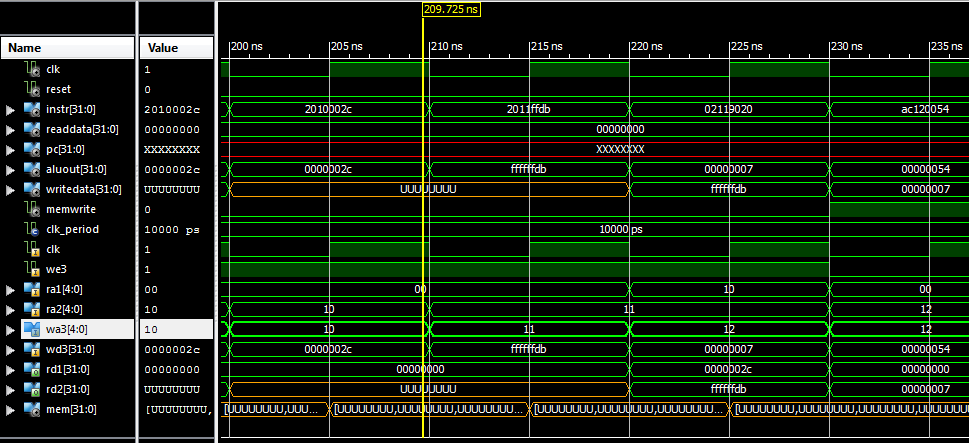 209.725 ns
Name Value 200 ns 205 ns 210 ns 215 ns 220 ns 225 ns 230 ns 235 ns
clk 1
reset 0
instr[31:0] 2010002c 2010002c 2011ffdb 02119020 ac120054
readdata[31:0] 00000000 00000000
pc[31:0] XXXXXXXX XXXXXXXX
aluout[31:0] 0000002c 0000002c ffffffdb 00000007 00000054
writedata[31:0] UUUUUUUU UUUUUUUU ffffffdb 00000007
memwrite 0
clk_period 10000 ps 10000 ps
clk 1
we3 1
ra1[4:0] 00 00 10 00
ra2[4:0] 10 10 11 12
wa3[4:0] 10 10 11 12 12
wd3[31:0] 0000002c 0000002c ffffffdb 00000007 00000054
rd1[31:0] 00000000 00000000 0000002c 00000000
rd2[31:0] UUUUUUUU UUUUUUUU ffffffdb 00000007
mem[31:0] [UUUUUUUU, [UUUUUUUU,UUU... [UUUUUUUU,UUUUUUUU,UUUUUUUU... [UUUUUUUU,UUUUUUUU,UUUUUUUU... [UUUUUUUU,UUUUUUUU,UUUUUUUU,UUUUU